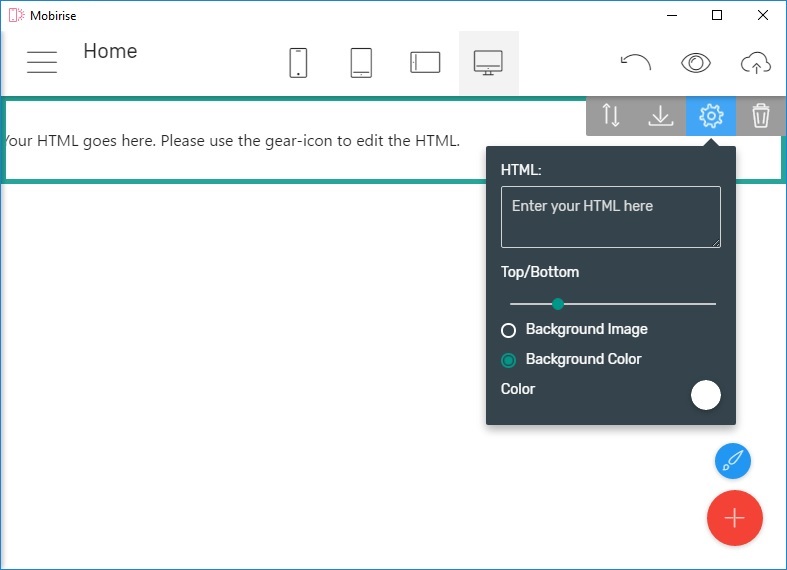 Mobirise
Home
Your HTML goes here. Please use the gear-icon to edit the HTML.
HTML:
Enter your HTML here
Top/Bottom
Background Image
Background Color
Color